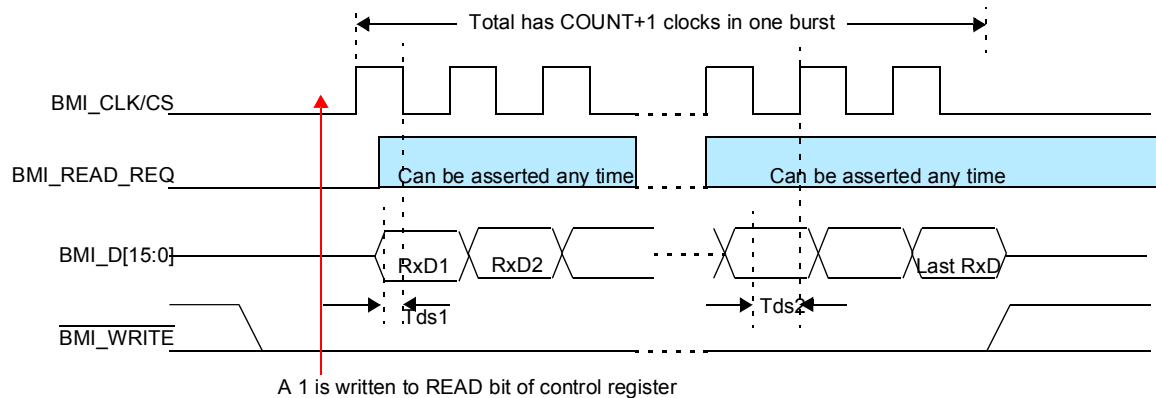 Total has COUNT+1 clocks in one burst
BMI_CLK/CS
BMI_READ_REQ
Can be asserted any time
Can be asserted any time
BMI_D[15:0]
RxD1
RxD2
Last RxD
Tds1
Tds2
BMI_WRITE
A 1 is written to READ bit of control register